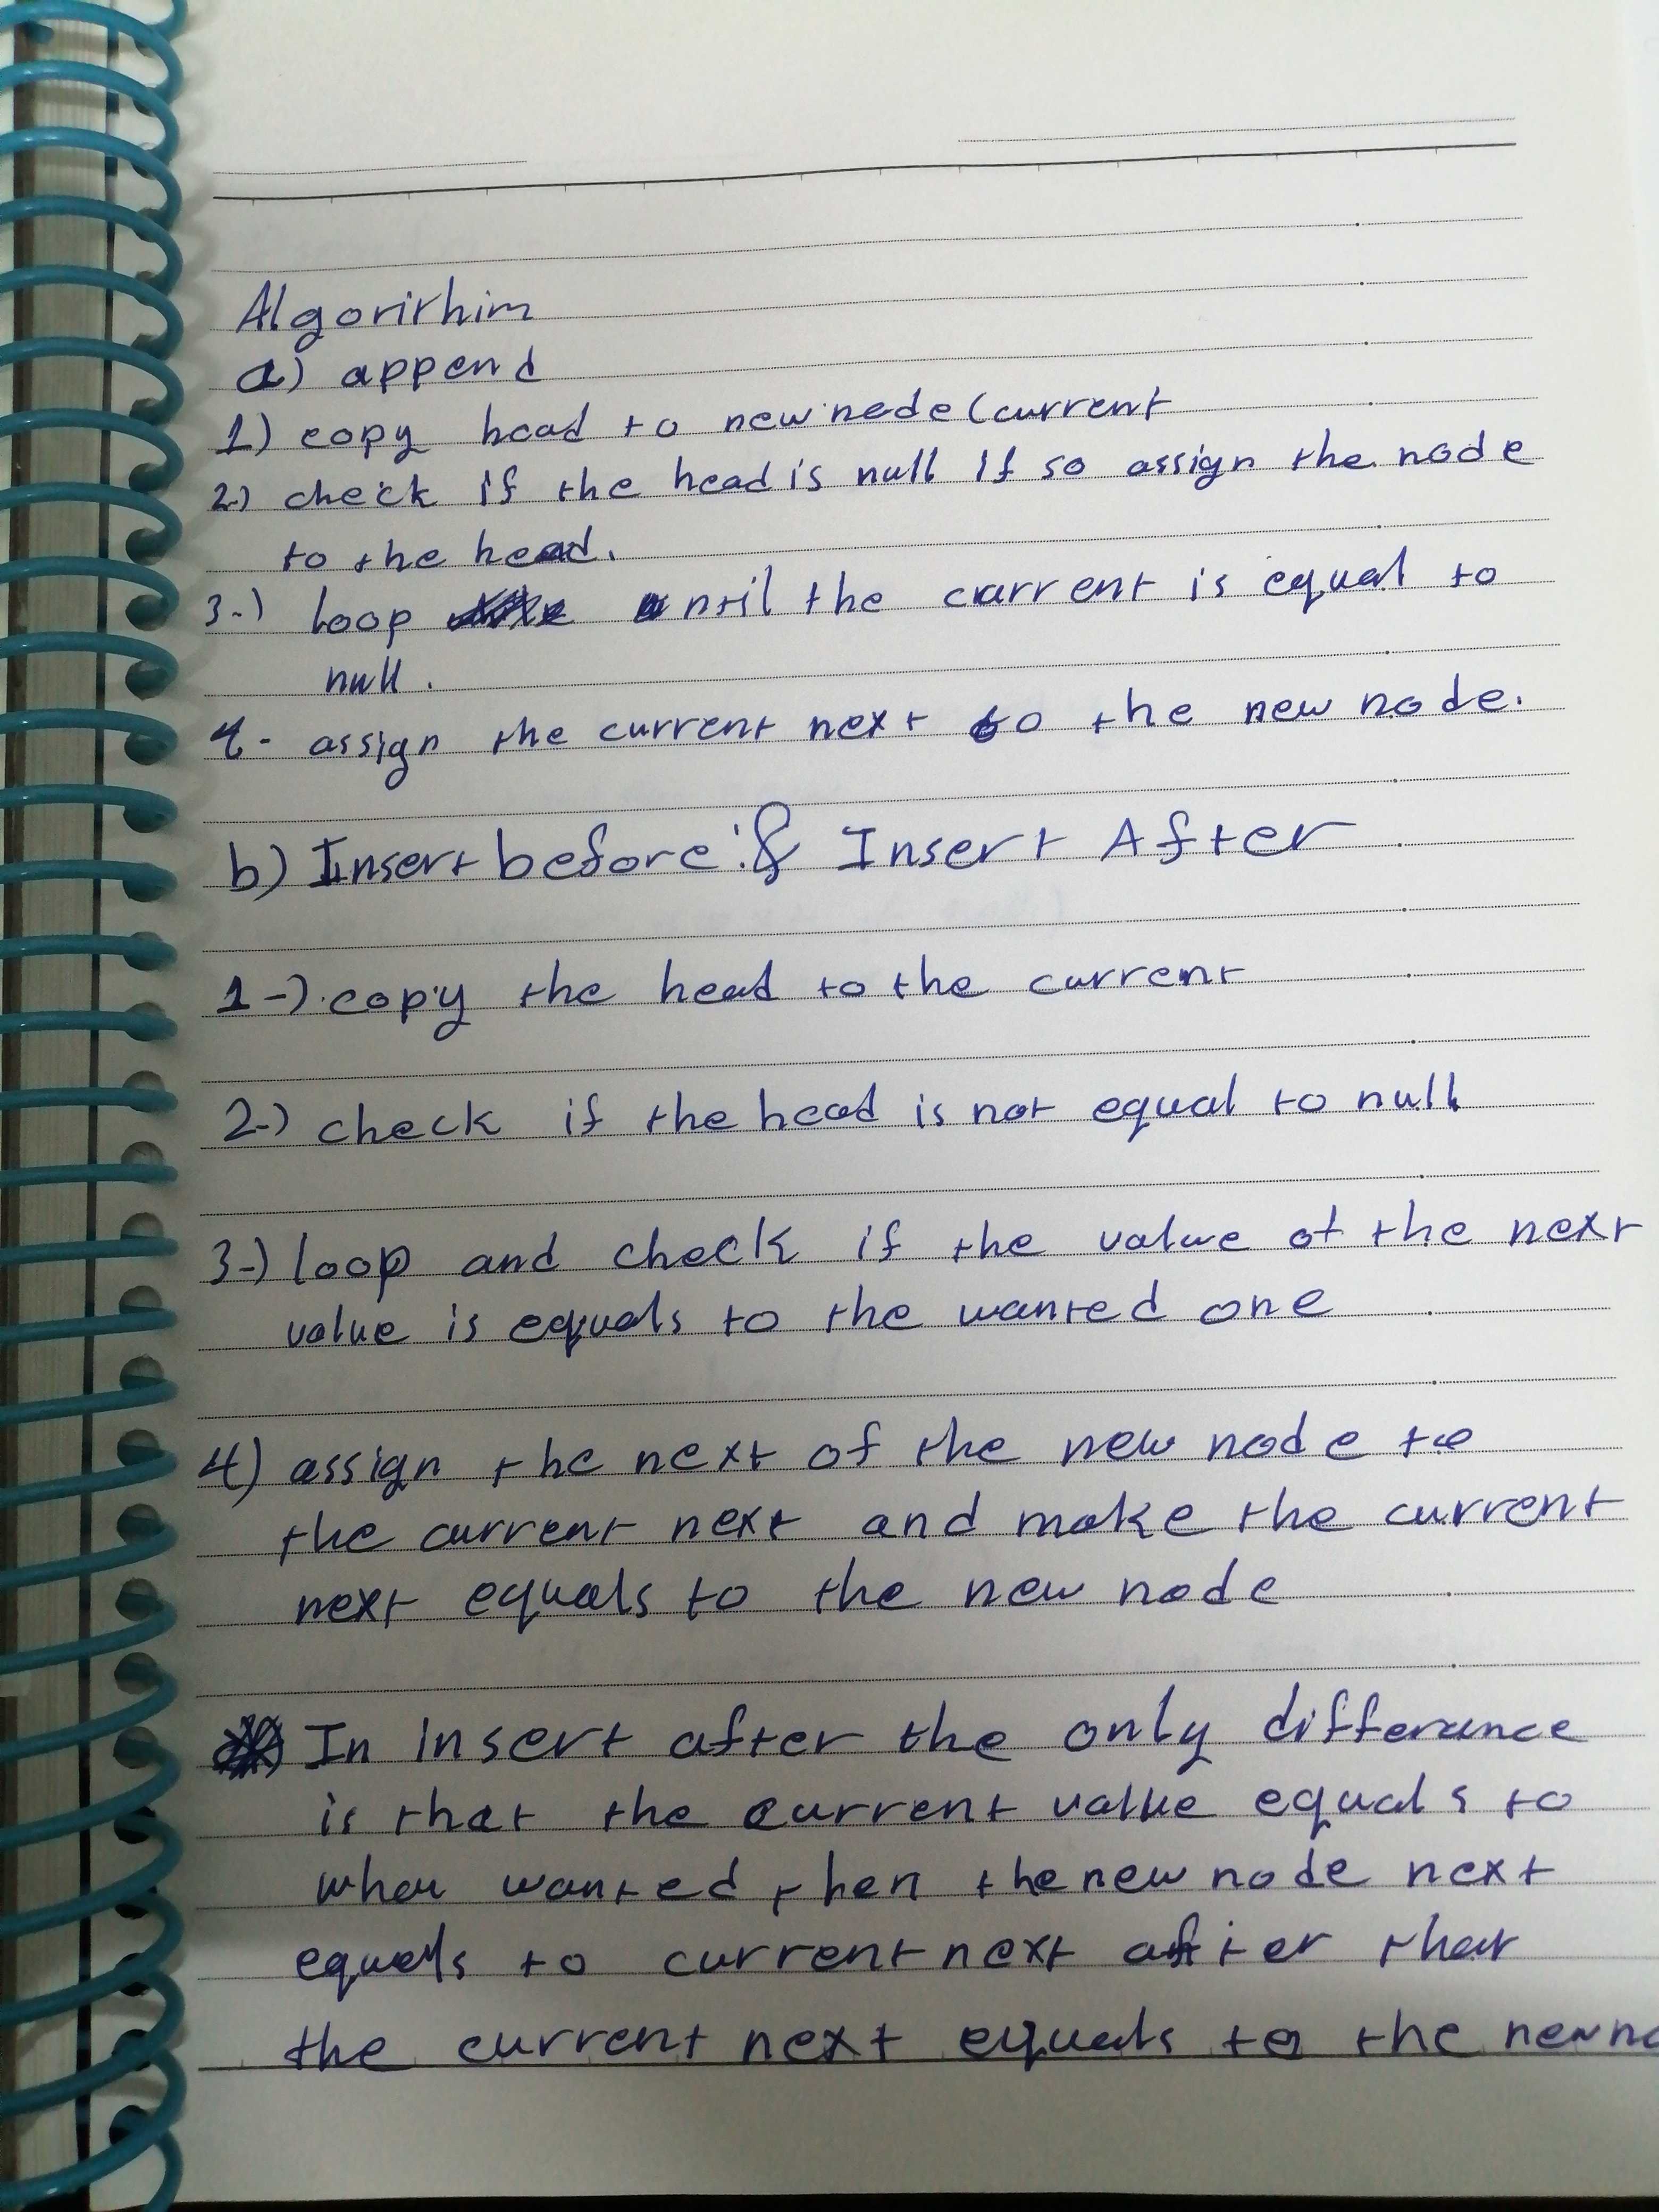 Algorithim
a) append
1) copy head to new node (current
2-) check if the head is null if so assign the node
to the head.
3-) loop until the current is equal to
null.
4- assign the current next to the new node.
b) Insert before & Insert After
1-) copy the head to the current
2-) check if the head is not equal to null
3-) loop and check if the value of the next
value is equals to the wanted one
4) assign the next of the new node to
the current next and make the current
next equals to the new node
In Insert after the only differance
is that the current value equals to
what wanted, then the new node next
equals to current next after that
the current next equals to the new no